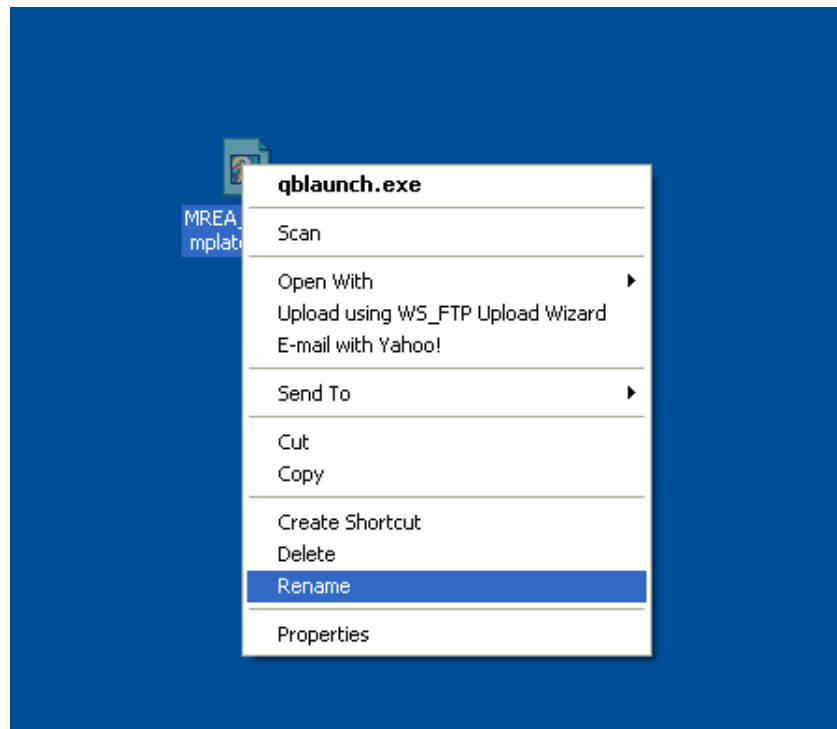 MREA_
mplat
qblaunch.exe
Scan
Open With
Upload using WS_FTP Upload Wizard
E-mail with Yahoo!
Send To
Cut
Copy
Create Shortcut
Delete
Rename
Properties